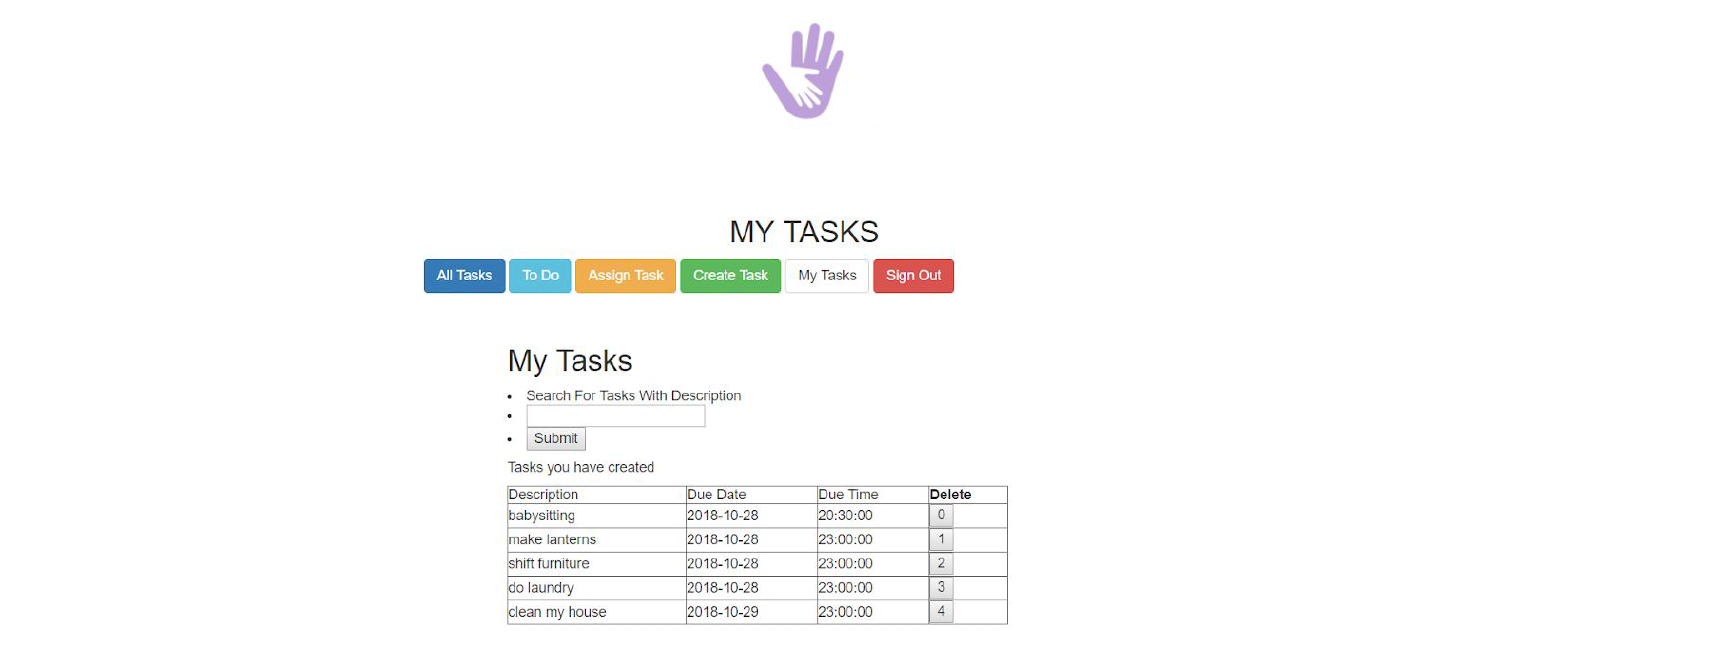 MY TASKS
All Tasks To Do Assign Task Create Task My Tasks Sign Out
My Tasks
Search For Tasks With Description
Submit
Tasks you have created
Description Due Date Due Time Delete
babysitting 2018-10-28 20:30:00 0
make lanterns 2018-10-28 23:00:00 1
shift furniture 2018-10-28 23:00:00 2
do laundry 2018-10-28 23:00:00 3
clean my house 2018-10-29 23:00:00 4